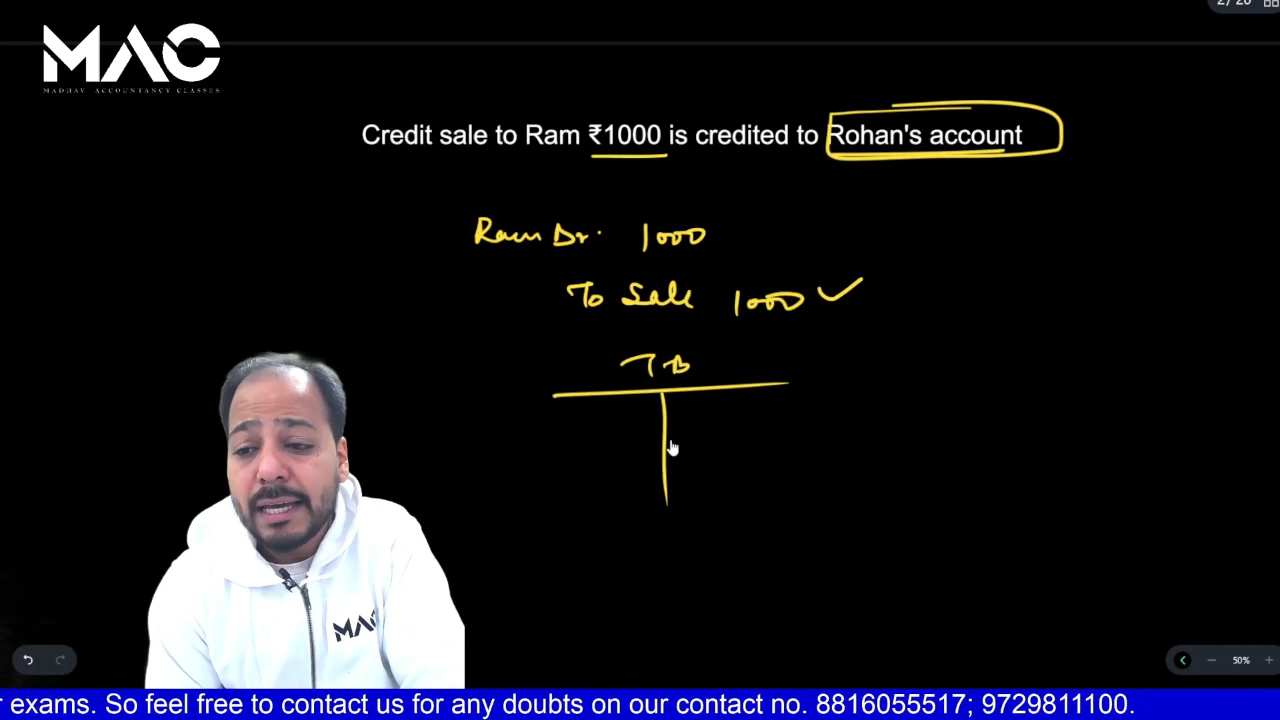 2/20
MAC
MADHAV ACCOUNTANCY CLASSES
Credit sale to Ram ₹1000 is credited to Rohan's account
Ram Dr. 1000
To Sale 1000 ✓
TB
MAC
50%
r exams. So feel free to contact us for any doubts on our contact no. 8816055517; 9729811100.